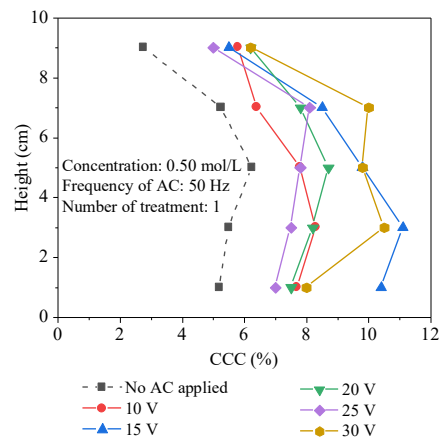 10
8
6
4
2
0
Height (cm)
Concentration: 0.50 mol/L
Frequency of AC: 50 Hz
Number of treatment: 1
0 2 4 6 8 10 12
CCC (%)
No AC applied
10 V
15 V
20 V
25 V
30 V